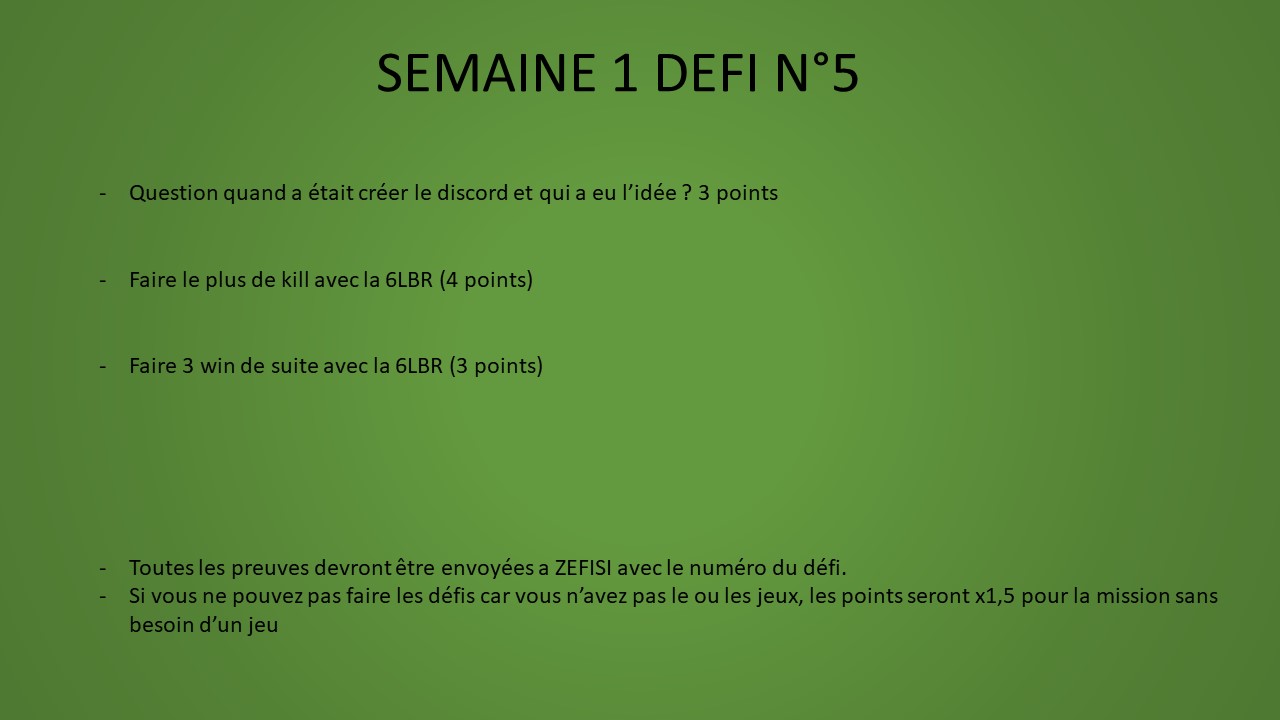 SEMAINE 1 DEFI N°5
- Question quand a était créer le discord et qui a eu l’idée ? 3 points
- Faire le plus de kill avec la 6LBR (4 points)
- Faire 3 win de suite avec la 6LBR (3 points)
- Toutes les preuves devront être envoyées a ZEFISI avec le numéro du défi.
- Si vous ne pouvez pas faire les défis car vous n’avez pas le ou les jeux, les points seront x1,5 pour la mission sans
besoin d’un jeu